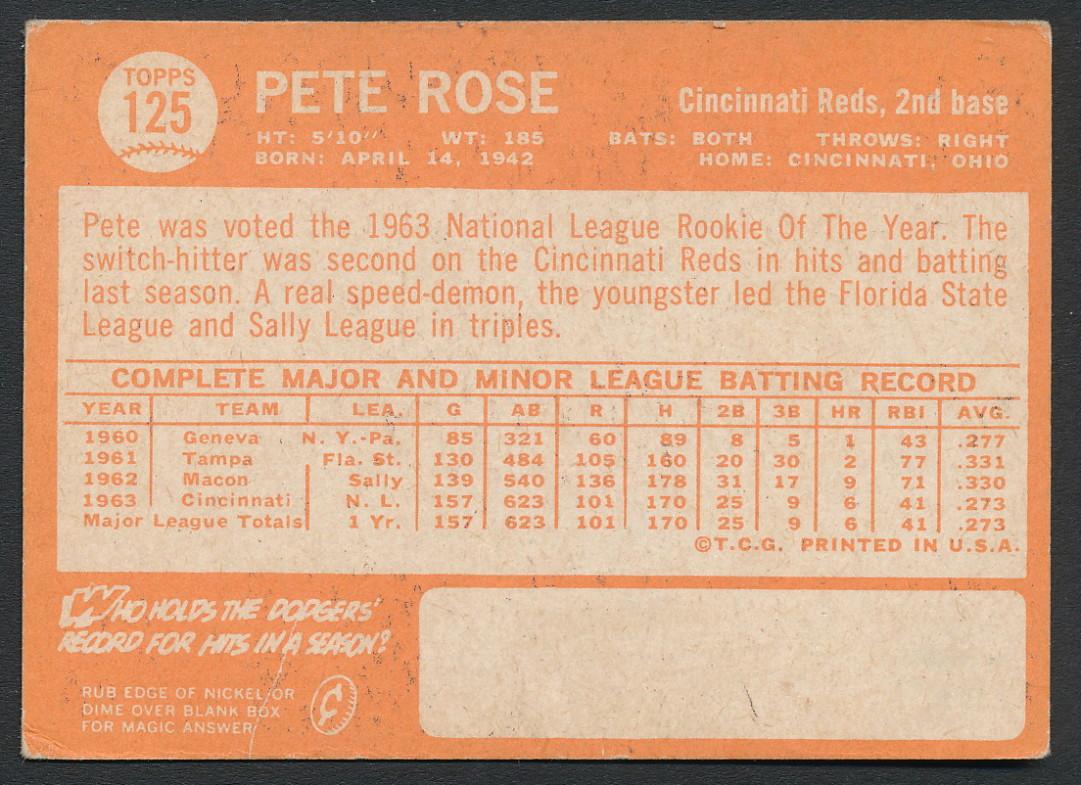 TOPPS
125
PETE ROSE
Cincinnati Reds, 2nd base
HT: 5'10" WT: 185 BATS: BOTH THROWS: RIGHT
BORN: APRIL 14, 1942 HOME: CINCINNATI, OHIO
Pete was voted the 1963 National League Rookie Of The Year. The
switch-hitter was second on the Cincinnati Reds in hits and batting
last season. A real speed-demon, the youngster led the Florida State
League and Sally League in triples.
COMPLETE MAJOR AND MINOR LEAGUE BATTING RECORD
YEAR TEAM LEA. G AB R H 2B 3B HR RBI AVG.
1960 Geneva N. Y.-Pa. 85 321 60 89 8 5 1 43 .277
1961 Tampa Fla. St. 130 484 105 160 20 30 2 77 .331
1962 Macon Sally 139 540 136 178 31 17 9 71 .330
1963 Cincinnati N. L. 157 623 101 170 25 9 6 41 .273
Major League Totals 1 Yr. 157 623 101 170 25 9 6 41 .273
©T.C.G. PRINTED IN U.S.A.
WHO HOLDS THE DODGERS'
RECORD FOR HITS IN A SEASON?
RUB EDGE OF NICKEL OR
DIME OVER BLANK BOX
FOR MAGIC ANSWER
¢